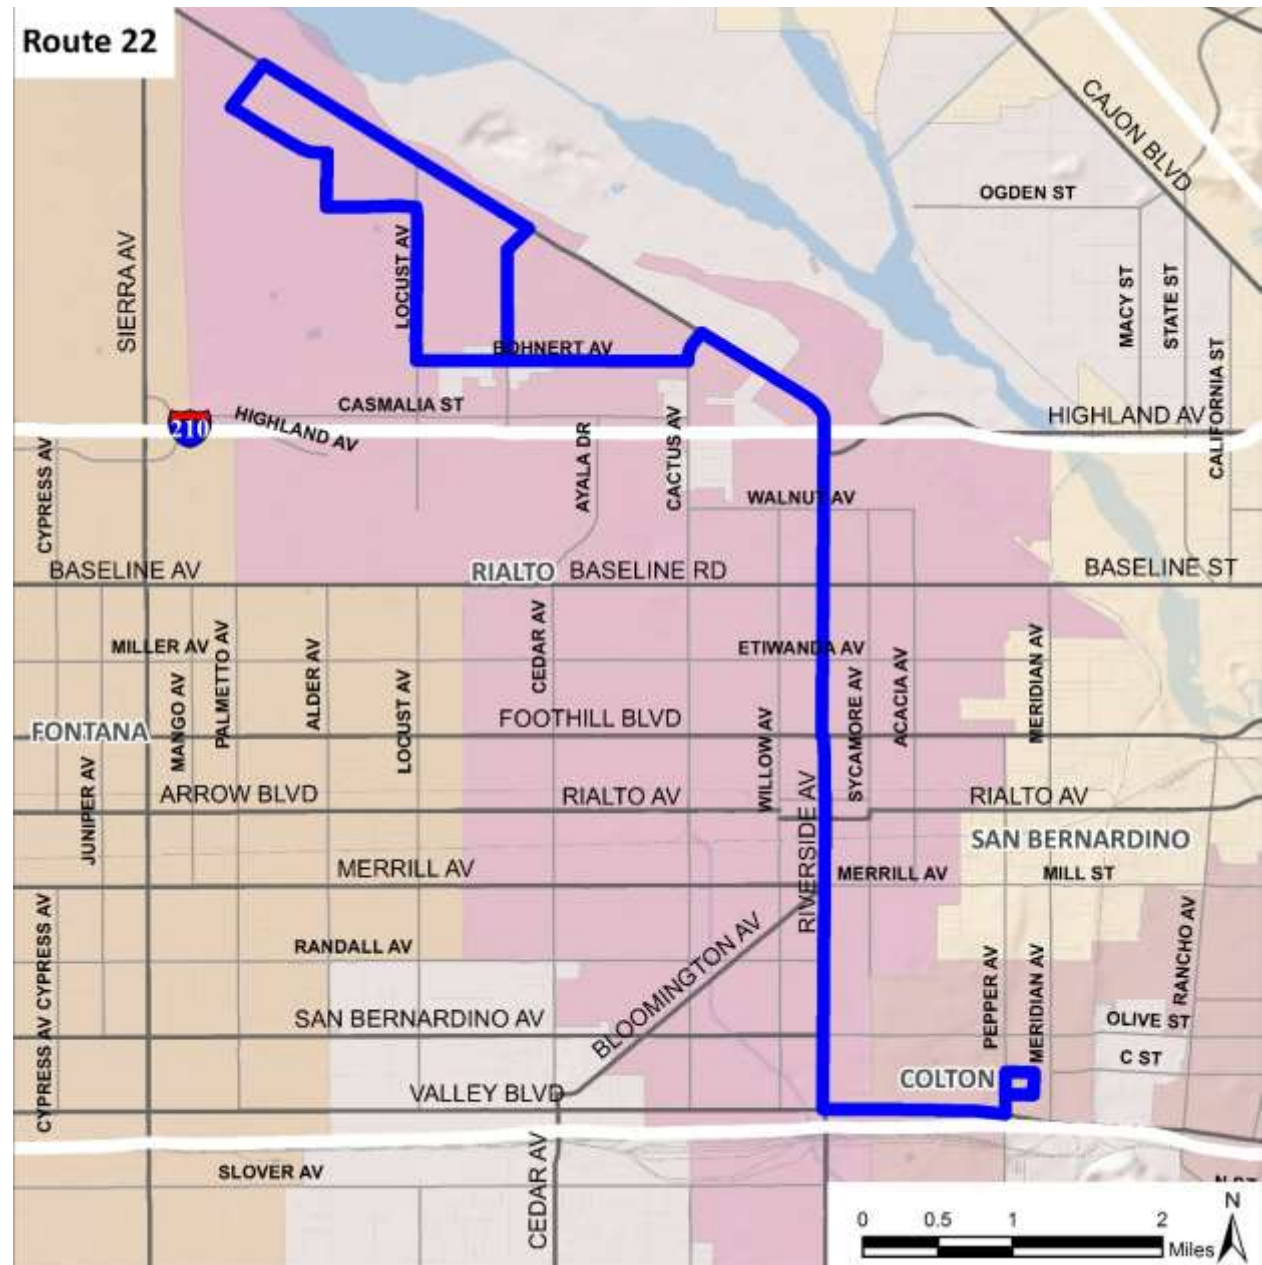 Route 22
CAJON BLVD
OGDEN ST
SIERRA AV
LOCUST AV
MACY ST
STATE ST
CALIFORNIA ST
BOHNERT AV
CASMALIA ST
HIGHLAND AV
210
HIGHLAND AV
CYPRESS AV
AYALA DR
CACTUS AV
WALNUT AV
BASELINE AV
RIALTO
BASELINE RD
BASELINE ST
MILLER AV
PALMETTO AV
MANGO AV
ALDER AV
LOCUST AV
CEDAR AV
ETIWANDA AV
SYCAMORE AV
ACACIA AV
MERIDIAN AV
FONTANA
FOOTHILL BLVD
WILLOW AV
JUNIPER AV
ARROW BLVD
RIALTO AV
RIVERSIDE AV
RIALTO AV
SAN BERNARDINO
MERRILL AV
MERRILL AV
MILL ST
CYPRESS AV
RANDALL AV
BLOOMINGTON AV
PEPPER AV
MERIDIAN AV
RANCHO AV
SAN BERNARDINO AV
OLIVE ST
C ST
CYPRESS AV
VALLEY BLVD
COLTON
SLOVER AV
CEDAR AV
N
0 0.5 1 2
Miles